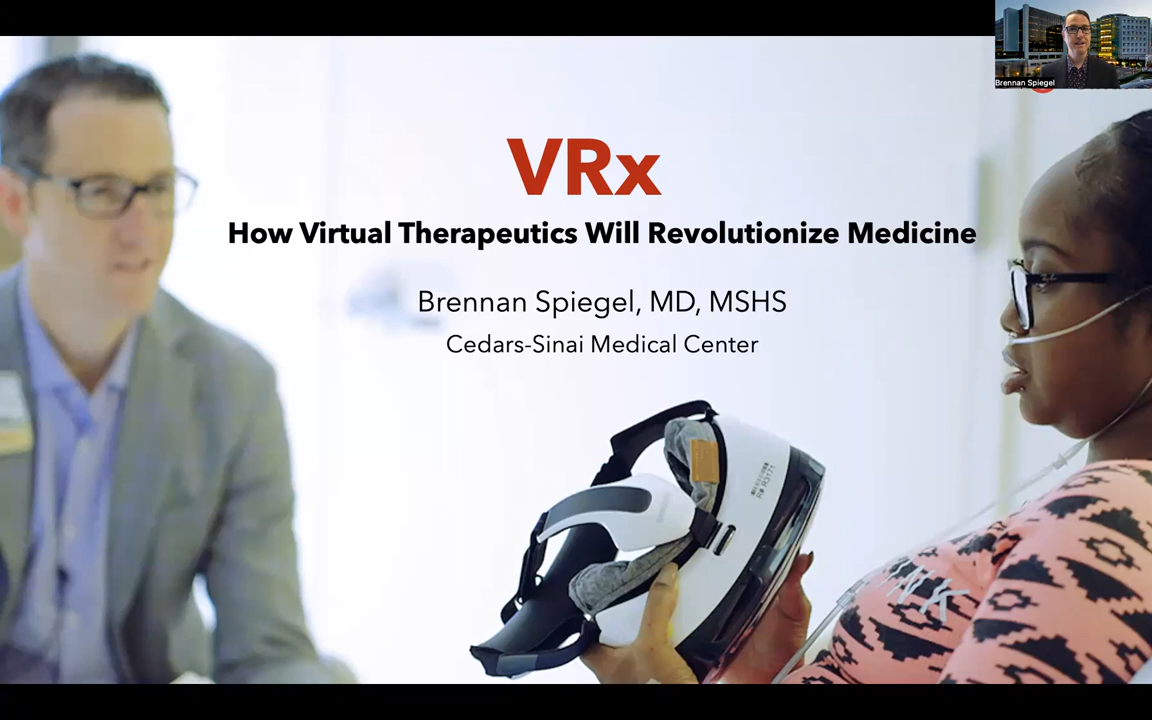 Brennan Spiegel
VRx
How Virtual Therapeutics Will Revolutionize Medicine
Brennan Spiegel, MD, MSHS
Cedars-Sinai Medical Center